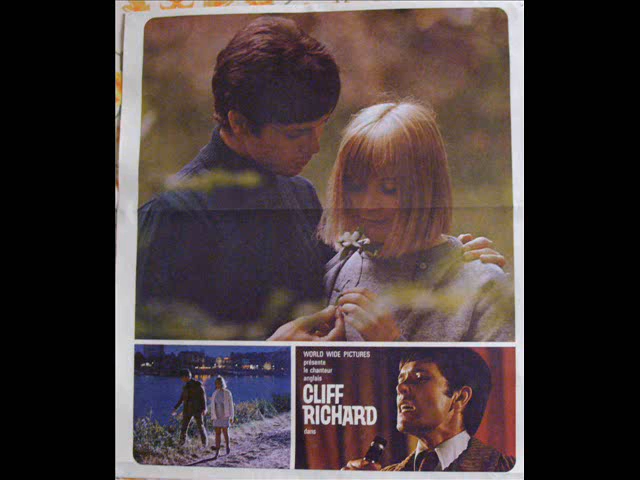 WORLD WIDE PICTURES
présente
le chanteur
anglais
CLIFF
RICHARD
dans